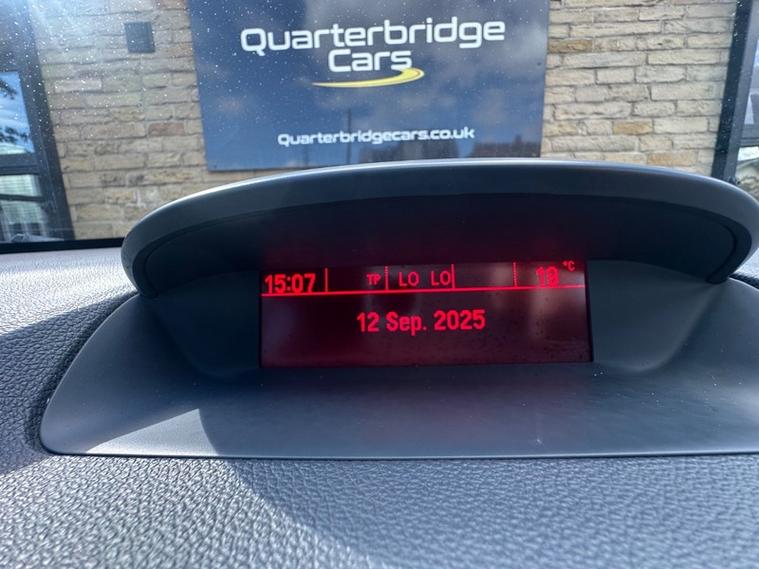 Quarterbridge
Cars
Quarterbridgecars.co.uk
15:07 TP LO LO 19 °C
12 Sep. 2025